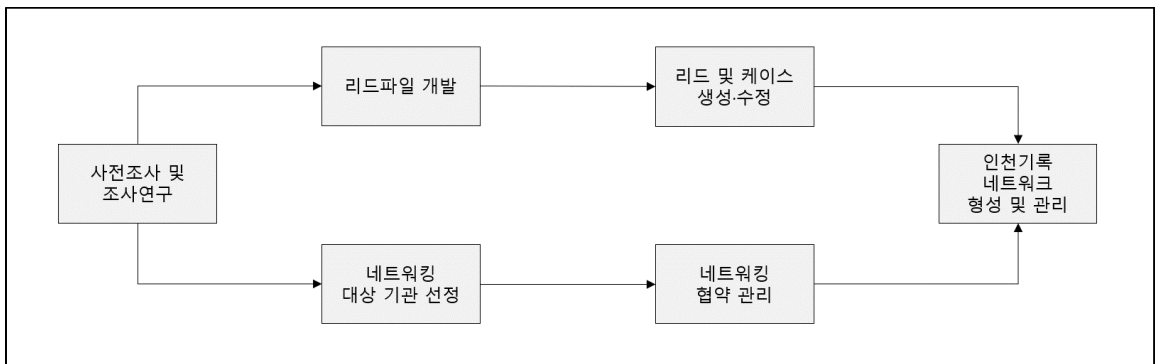 리드파일 개발
리드 및 케이스
생성·수정
사전조사 및
조사연구
인천기록
네트워크
형성 및 관리
네트워킹
대상 기관 선정
네트워킹
협약 관리